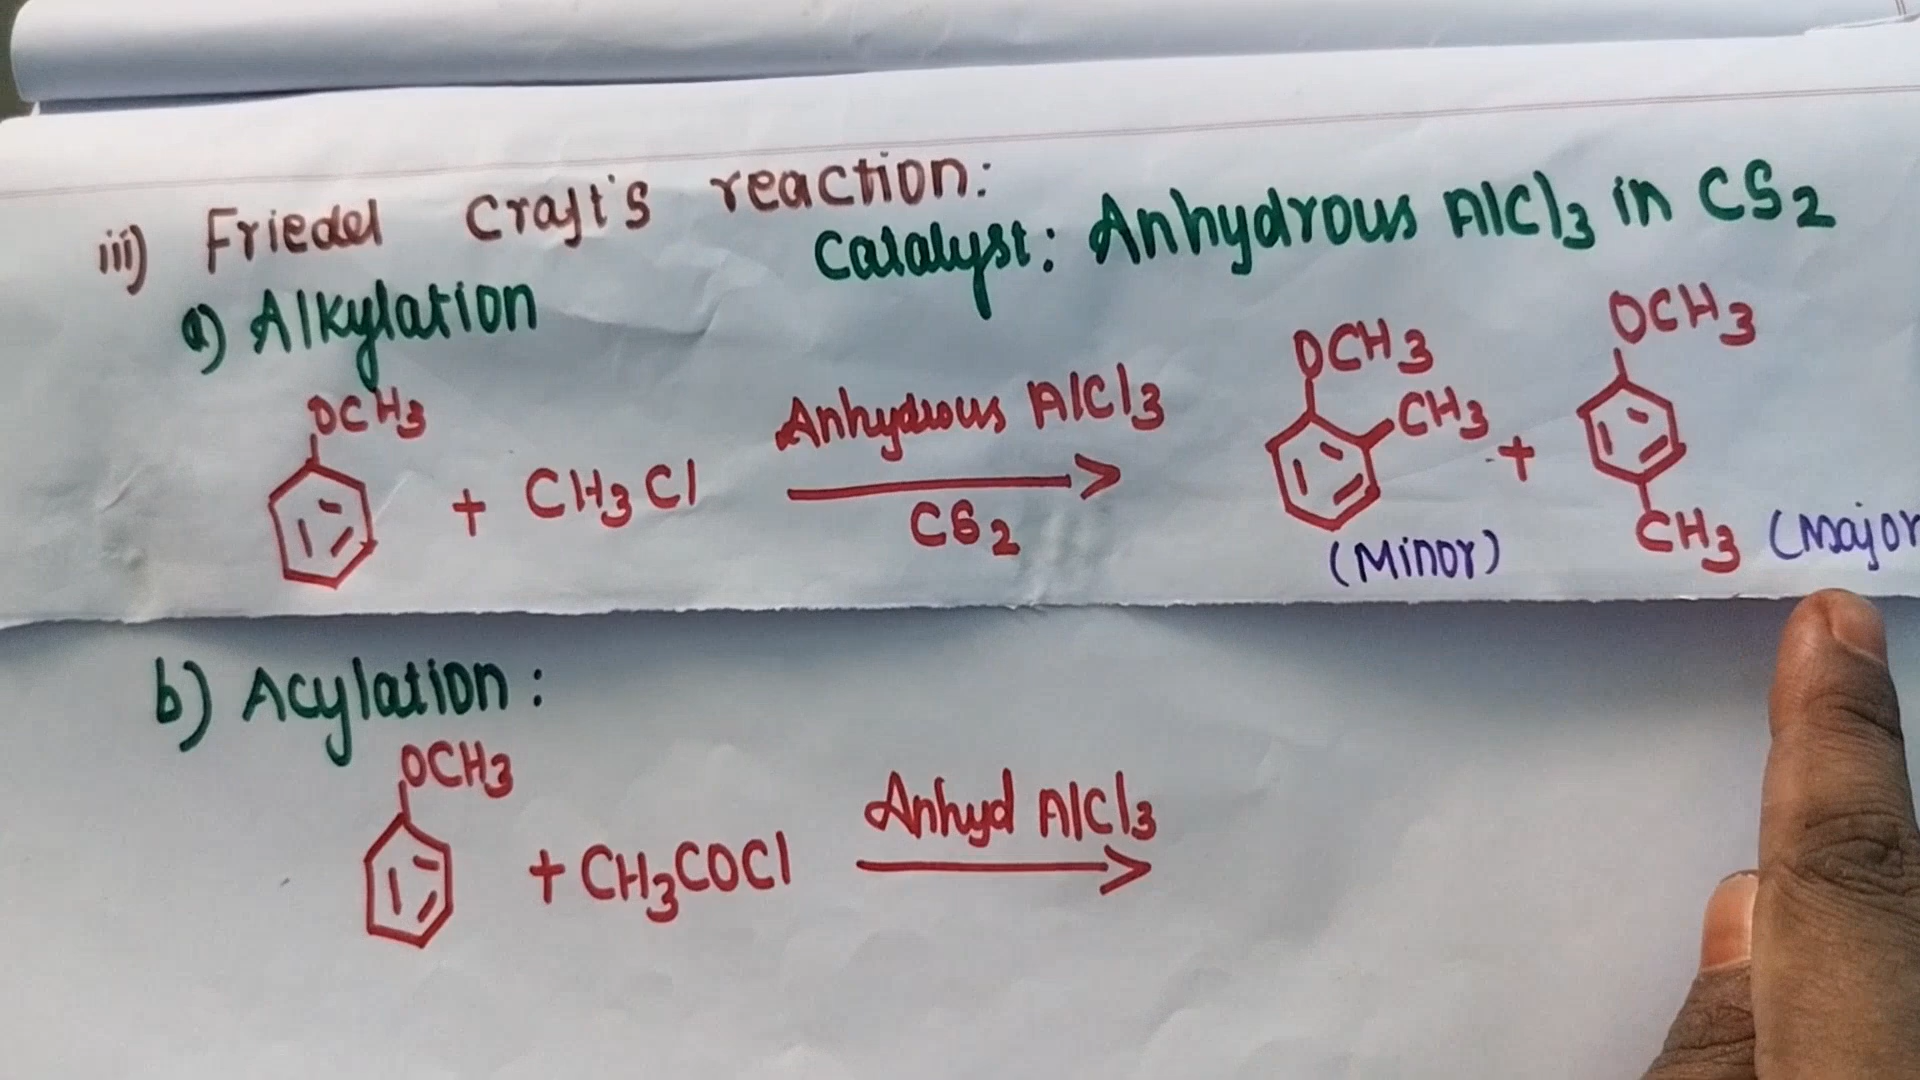 iii) Friedel Craft's reaction:
Catalyst: Anhydrous AlCl3 in CS2
a) Alkylation
OCH3
+ CH3Cl
Anhydrous AlCl3
CS2
OCH3
CH3
(Minor)
+
OCH3
CH3 (Major
b) Acylation:
OCH3
+ CH3COCl
Anhyd AlCl3